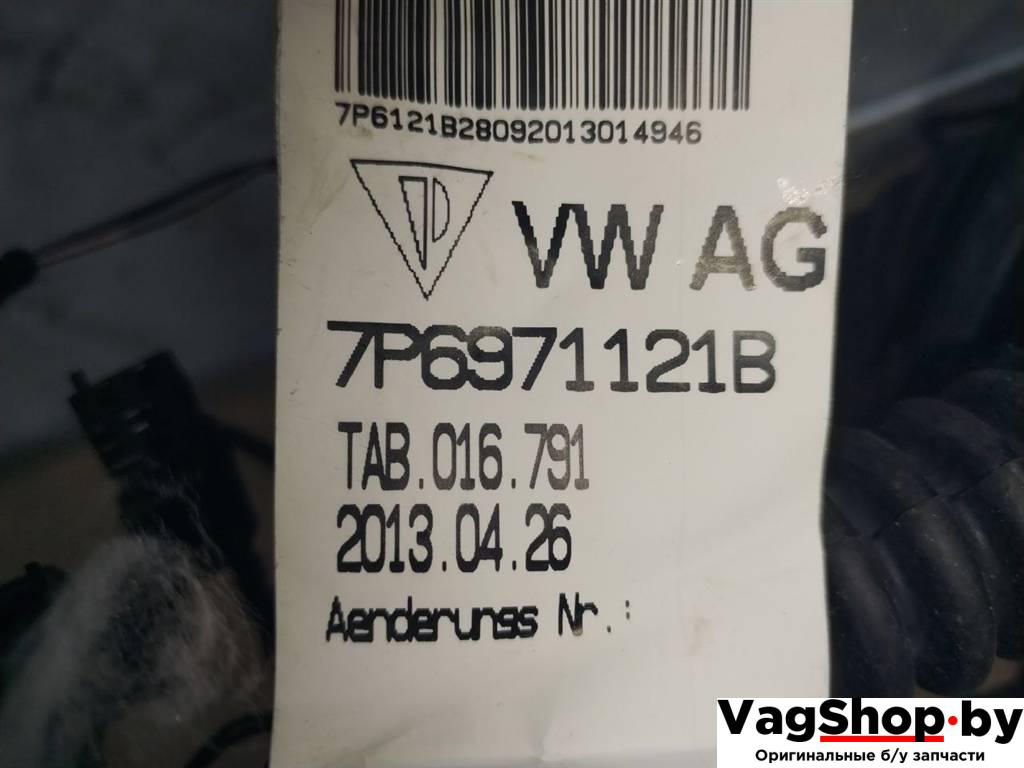 7P6121B28092013014946
VW AG
7P6971121B
TAB.016.791
2013.04.26
Aenderungs Nr.:
VagShop.by
Оригинальные б/у запчасти